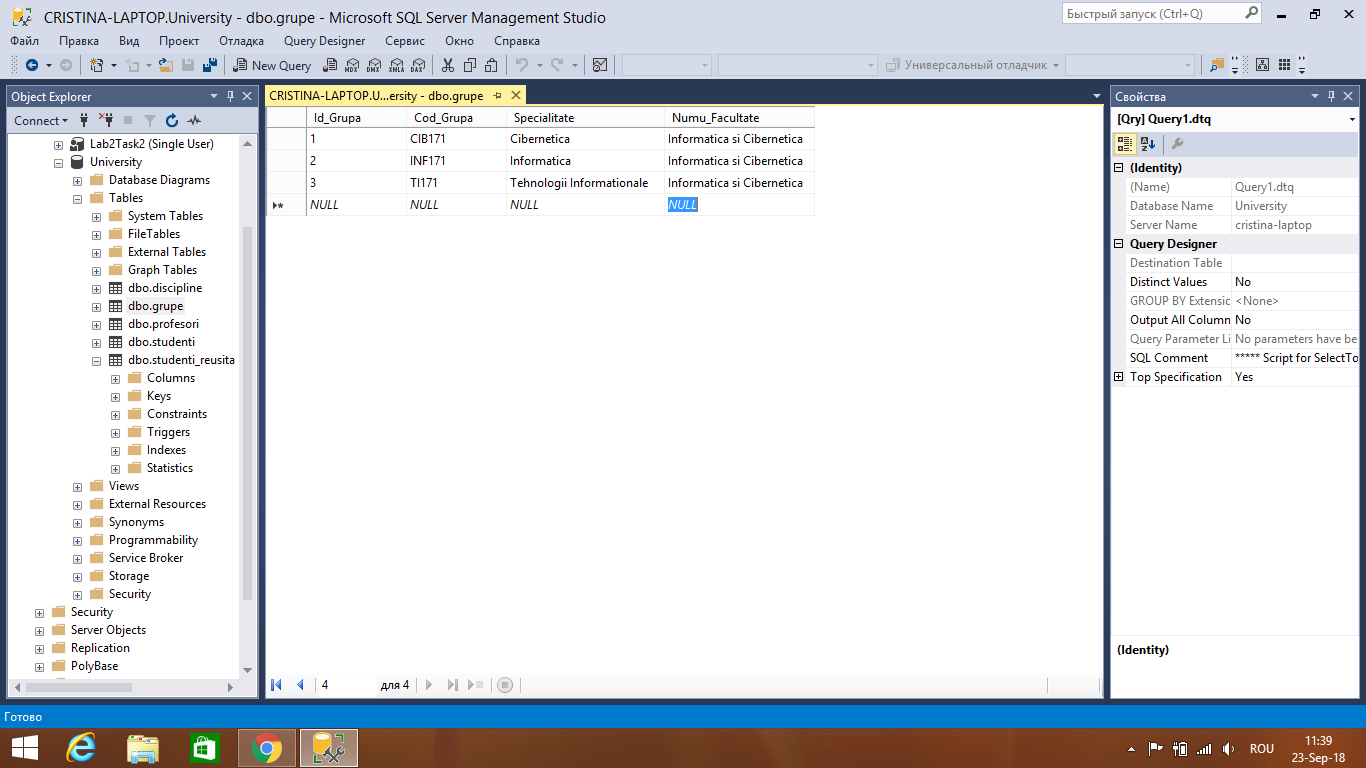 CRISTINA-LAPTOP.University - dbo.grupe - Microsoft SQL Server Management Studio
Быстрый запуск (Ctrl+Q)
Файл Правка Вид Проект Отладка Query Designer Сервис Окно Справка
New Query MDX DMX XMLA DAX Универсальный отладчик
Object Explorer
Connect
Lab2Task2 (Single User)
University
Database Diagrams
Tables
System Tables
FileTables
External Tables
Graph Tables
dbo.discipline
dbo.grupe
dbo.profesori
dbo.studenti
dbo.studenti_reusita
Columns
Keys
Constraints
Triggers
Indexes
Statistics
Views
External Resources
Synonyms
Programmability
Service Broker
Storage
Security
Security
Server Objects
Replication
PolyBase
CRISTINA-LAPTOP.U...ersity - dbo.grupe
Id_Grupa Cod_Grupa Specialitate Numu_Facultate
1 CIB171 Cibernetica Informatica si Cibernetica
2 INF171 Informatica Informatica si Cibernetica
3 TI171 Tehnologii Informationale Informatica si Cibernetica
NULL NULL NULL NULL
4 для 4
Свойства
[Qry] Query1.dtq
(Identity)
(Name) Query1.dtq
Database Name University
Server Name cristina-laptop
Query Designer
Destination Table
Distinct Values No
GROUP BY Extensic <None>
Output All Column No
Query Parameter Li No parameters have be
SQL Comment ***** Script for SelectTo
Top Specification Yes
(Identity)
Готово
ROU
11:39
23-Sep-18